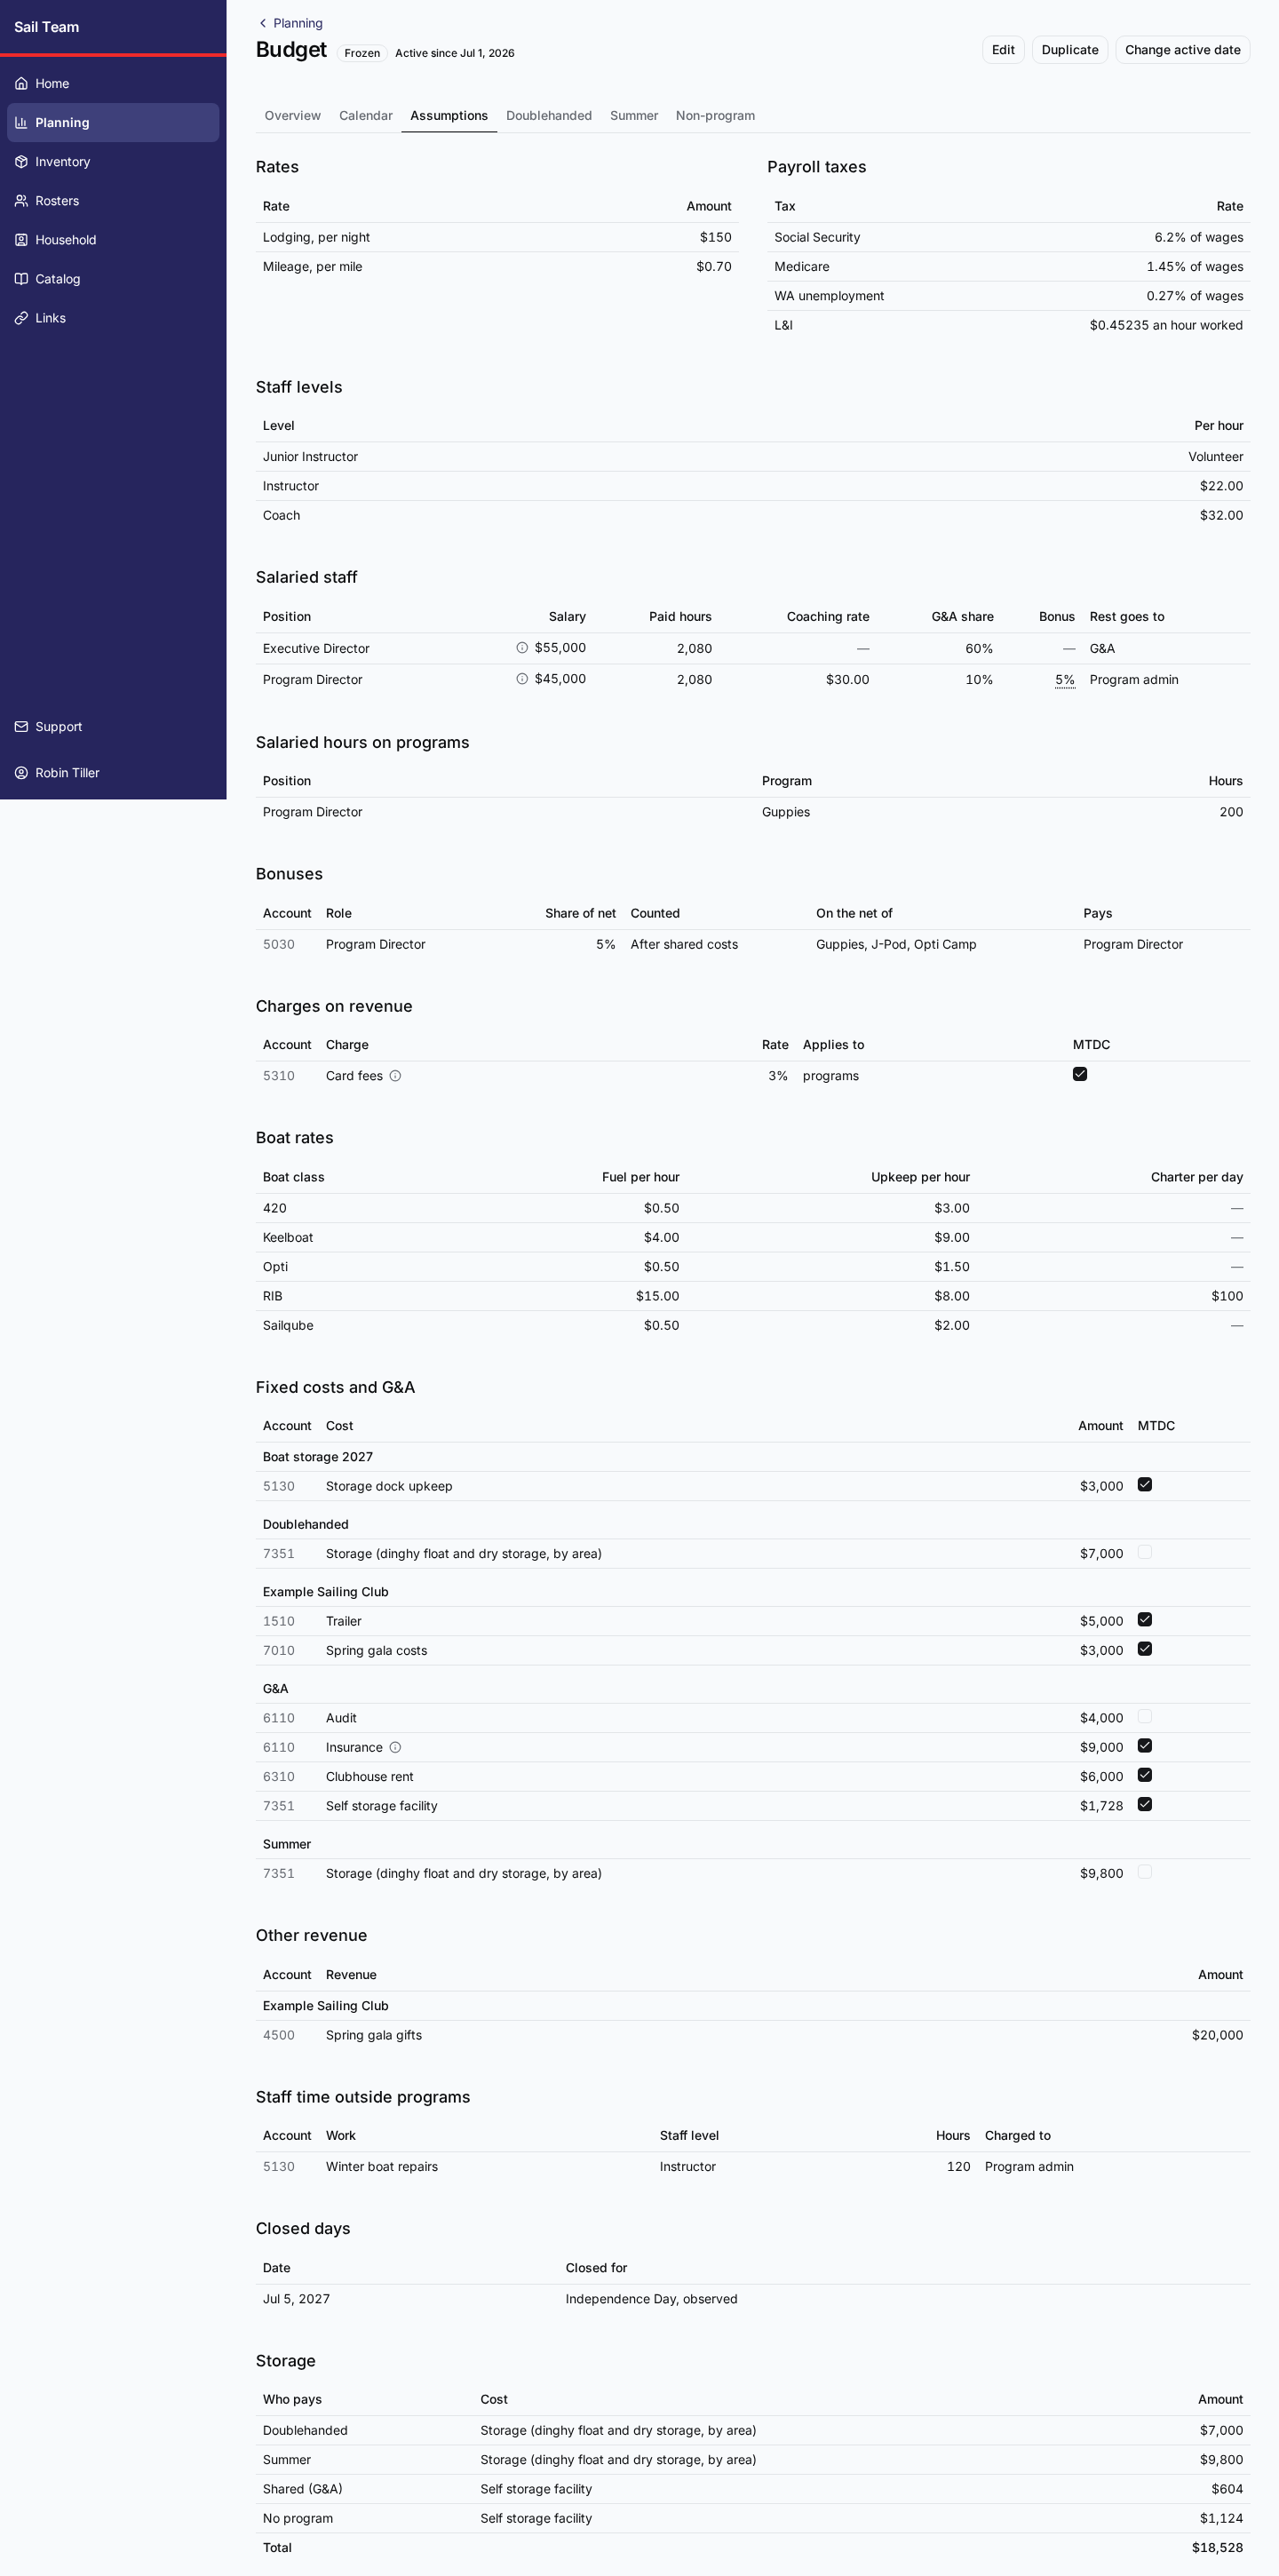 Sail Team
Home
Planning
Inventory
Rosters
Household
Catalog
Links
Support
Robin Tiller
Planning
Budget Frozen Active since Jul 1, 2026
Edit Duplicate Change active date
Overview Calendar Assumptions Doublehanded Summer Non-program
Rates
Rate Amount
Lodging, per night $150
Mileage, per mile $0.70
Payroll taxes
Tax Rate
Social Security 6.2% of wages
Medicare 1.45% of wages
WA unemployment 0.27% of wages
L&I $0.45235 an hour worked
Staff levels
Level Per hour
Junior Instructor Volunteer
Instructor $22.00
Coach $32.00
Salaried staff
Position Salary Paid hours Coaching rate G&A share Bonus Rest goes to
Executive Director $55,000 2,080 — 60% — G&A
Program Director $45,000 2,080 $30.00 10% 5% Program admin
Salaried hours on programs
Position Program Hours
Program Director Guppies 200
Bonuses
Account Role Share of net Counted On the net of Pays
5030 Program Director 5% After shared costs Guppies, J-Pod, Opti Camp Program Director
Charges on revenue
Account Charge Rate Applies to MTDC
5310 Card fees 3% programs
Boat rates
Boat class Fuel per hour Upkeep per hour Charter per day
420 $0.50 $3.00 —
Keelboat $4.00 $9.00 —
Opti $0.50 $1.50 —
RIB $15.00 $8.00 $100
Sailqube $0.50 $2.00 —
Fixed costs and G&A
Account Cost Amount MTDC
Boat storage 2027
5130 Storage dock upkeep $3,000
Doublehanded
7351 Storage (dinghy float and dry storage, by area) $7,000
Example Sailing Club
1510 Trailer $5,000
7010 Spring gala costs $3,000
G&A
6110 Audit $4,000
6110 Insurance $9,000
6310 Clubhouse rent $6,000
7351 Self storage facility $1,728
Summer
7351 Storage (dinghy float and dry storage, by area) $9,800
Other revenue
Account Revenue Amount
Example Sailing Club
4500 Spring gala gifts $20,000
Staff time outside programs
Account Work Staff level Hours Charged to
5130 Winter boat repairs Instructor 120 Program admin
Closed days
Date Closed for
Jul 5, 2027 Independence Day, observed
Storage
Who pays Cost Amount
Doublehanded Storage (dinghy float and dry storage, by area) $7,000
Summer Storage (dinghy float and dry storage, by area) $9,800
Shared (G&A) Self storage facility $604
No program Self storage facility $1,124
Total $18,528